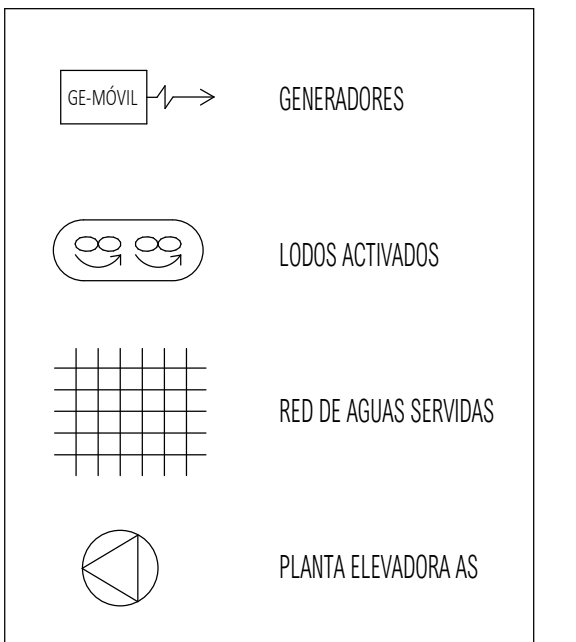 GE-MÓVIL GENERADORES
LODOS ACTIVADOS
RED DE AGUAS SERVIDAS
PLANTA ELEVADORA AS